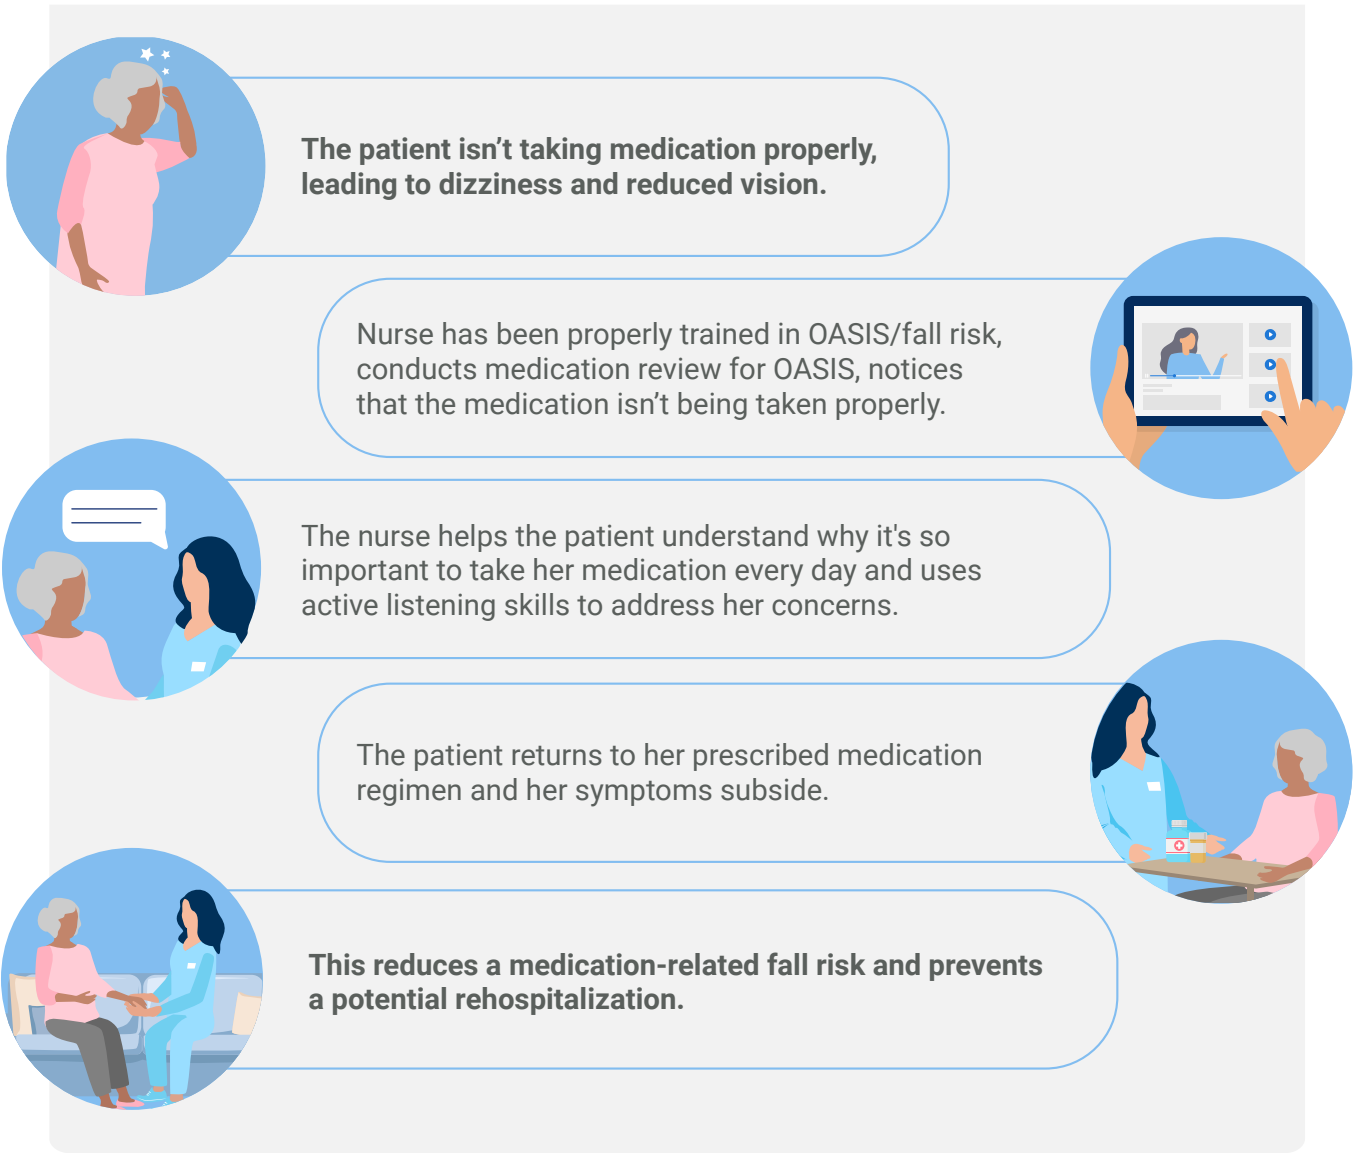 The patient isn’t taking medication properly,
leading to dizziness and reduced vision.
Nurse has been properly trained in OASIS/fall risk,
conducts medication review for OASIS, notices
that the medication isn’t being taken properly.
The nurse helps the patient understand why it's so
important to take her medication every day and uses
active listening skills to address her concerns.
The patient returns to her prescribed medication
regimen and her symptoms subside.
This reduces a medication-related fall risk and prevents
a potential rehospitalization.